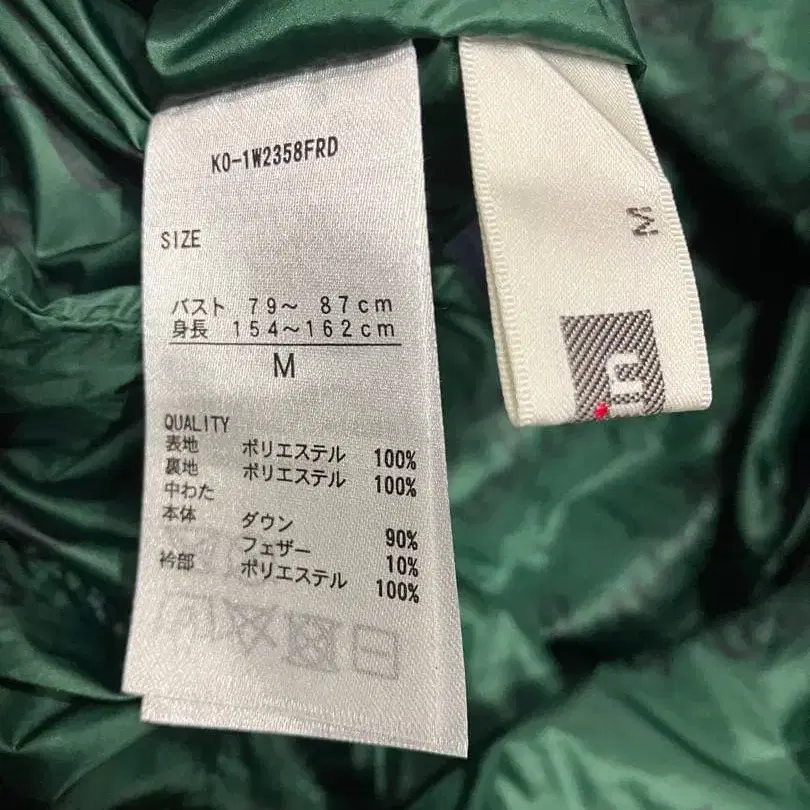 KO-1W2358FRD
SIZE
バスト 79～ 87cm
身長 154～162cm
M
QUALITY
表地 ポリエステル 100%
裏地 ポリエステル 100%
中わた
本体 ダウン 90%
フェザー 10%
衿部 ポリエステル 100%
M
in